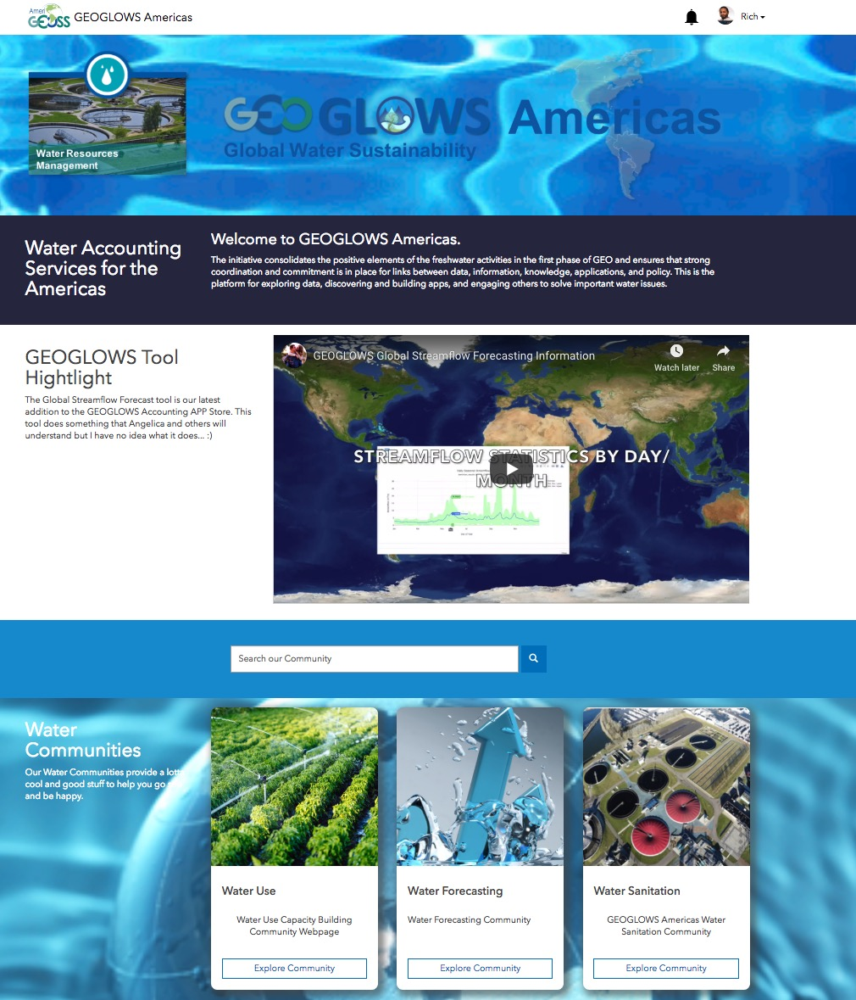 Ameri
GEOSS GEOGLOWS Americas
Rich
Water Resources
Management
GEOGLOWS Americas
Global Water Sustainability
Water Accounting
Services for the
Americas
Welcome to GEOGLOWS Americas.
The initiative consolidates the positive elements of the freshwater activities in the first phase of GEO and ensures that strong
coordination and commitment is in place for links between data, information, knowledge, applications, and policy. This is the
platform for exploring data, discovering and building apps, and engaging others to solve important water issues.
GEOGLOWS Tool
Hightlight
The Global Streamflow Forecast tool is our latest
addition to the GEOGLOWS Accounting APP Store. This
tool does something that Angelica and others will
understand but I have no idea what it does... :)
GEOGLOWS Global Streamflow Forecasting Information
Watch later
Share
STREAMFLOW STATISTICS BY DAY/
MONTH
Search our Community
Water
Communities
Our Water Communities provide a lotta
cool and good stuff to help you go
and be happy.
Water Use
Water Use Capacity Building
Community Webpage
Explore Community
Water Forecasting
Water Forecasting Community
Explore Community
Water Sanitation
GEOGLOWS Americas Water
Sanitation Community
Explore Community